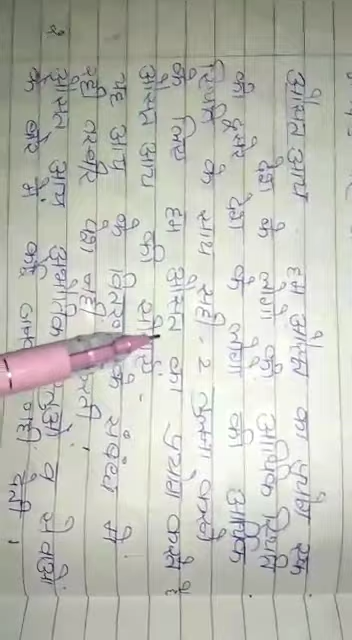 औसत आय हम औसत का प्रयोग एक
देश के लोगो की आर्थिक स्थिति
को दूसरे देश के लोगो की आर्थिक
स्थिति के साथ सही-2 तुलना करने
के लिए हम औसत का प्रयोग करते है
औसत आय की सीमाएं -
यह आय के वितरण के संबंध में
सही तस्वीर पेश नहीं करती,
औसत आय अभौतिक व सेवाओं
के बारे में कुछ नहीं